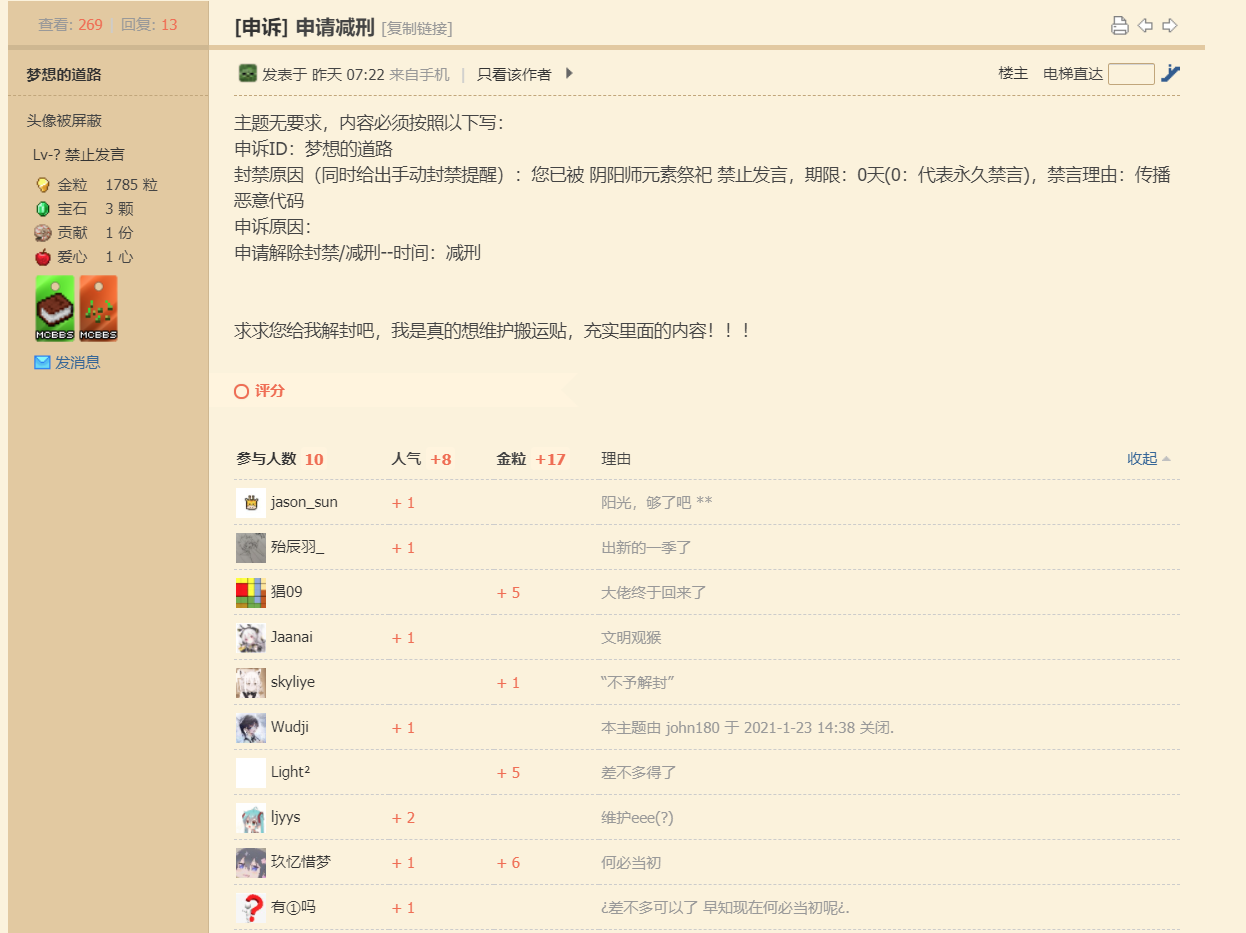 查看: 269 回复: 13
[申诉] 申请减刑 [复制链接]
梦想的道路
发表于 昨天 07:22 来自手机 | 只看该作者
楼主 电梯直达
头像被屏蔽
Lv-? 禁止发言
金粒 1785 粒
宝石 3 颗
贡献 1 份
爱心 1 心
MCBBS MCBBS
发消息
主题无要求，内容必须按照以下写：
申诉ID：梦想的道路
封禁原因（同时给出手动封禁提醒）：您已被 阴阳师元素祭祀 禁止发言，期限：0天(0：代表永久禁言)，禁言理由：传播
恶意代码
申诉原因：
申请解除封禁/减刑--时间：减刑
求求您给我解封吧，我是真的想维护搬运贴，充实里面的内容！！！
评分
参与人数 10 人气 +8 金粒 +17 理由 收起
jason_sun + 1 阳光，够了吧 **
殆辰羽_ + 1 出新的一季了
猖09 + 5 大佬终于回来了
Jaanai + 1 文明观猴
skyliye + 1 “不予解封”
Wudji + 1 本主题由 john180 于 2021-1-23 14:38 关闭.
Light² + 5 差不多得了
ljyys + 2 维护eee(?)
玖忆惜梦 + 1 + 6 何必当初
有①吗 + 1 ¿差不多可以了 早知现在何必当初呢¿.